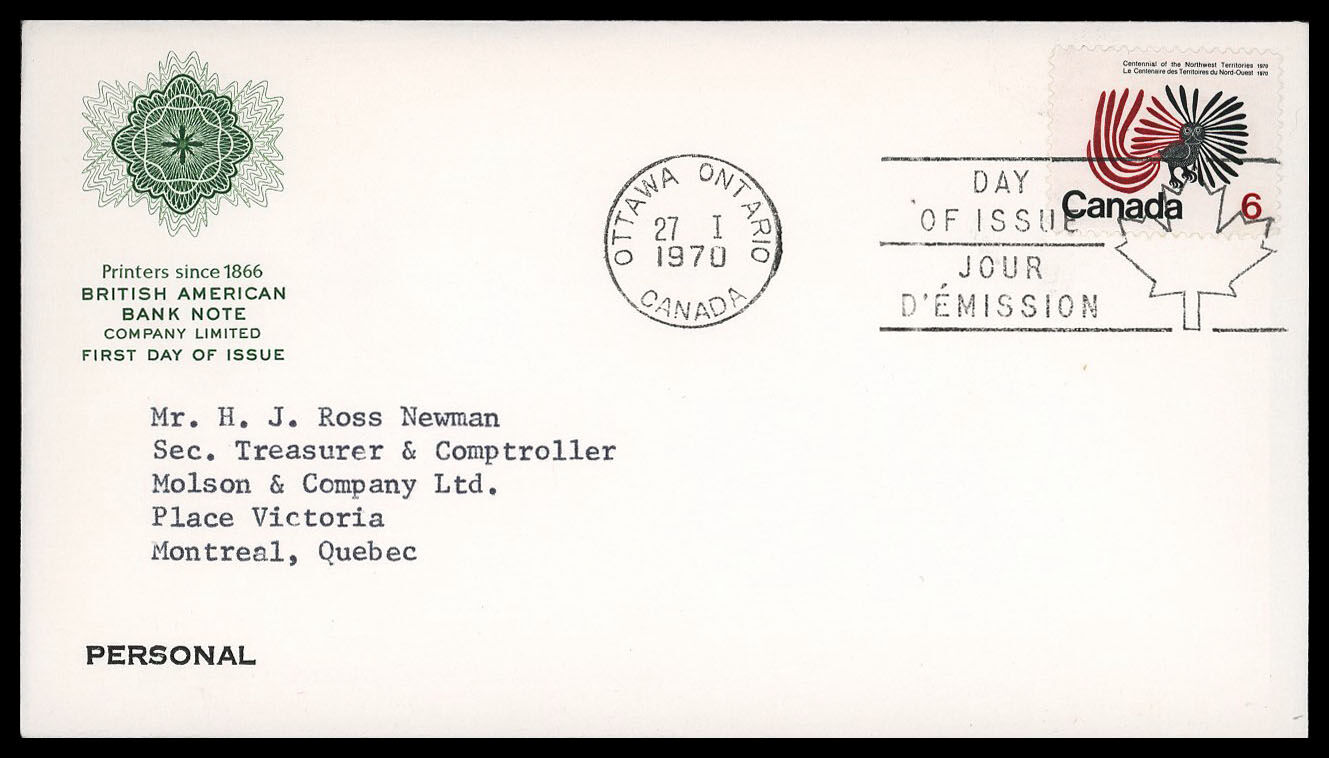 Printers since 1866
BRITISH AMERICAN
BANK NOTE
COMPANY LIMITED
FIRST DAY OF ISSUE
OTTAWA ONTARIO
27 I
1970
CANADA
DAY
OF ISSUE
JOUR
D'ÉMISSION
Centennial of the Northwest Territories 1970
Le Centenaire des Territoires du Nord-Ouest 1970
Canada 6
Mr. H. J. Ross Newman
Sec. Treasurer & Comptroller
Molson & Company Ltd.
Place Victoria
Montreal, Quebec
PERSONAL